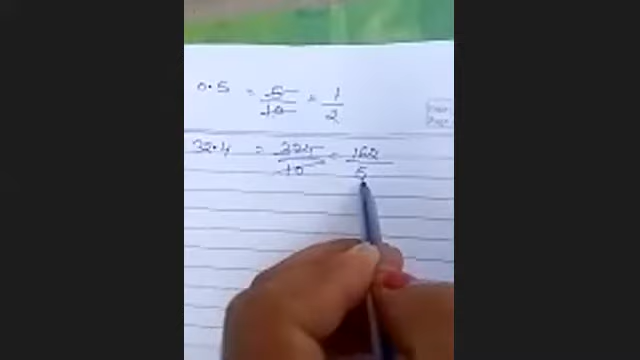 0.5 = 5/10 = 1/2
32.4 = 324/10 = 162/5